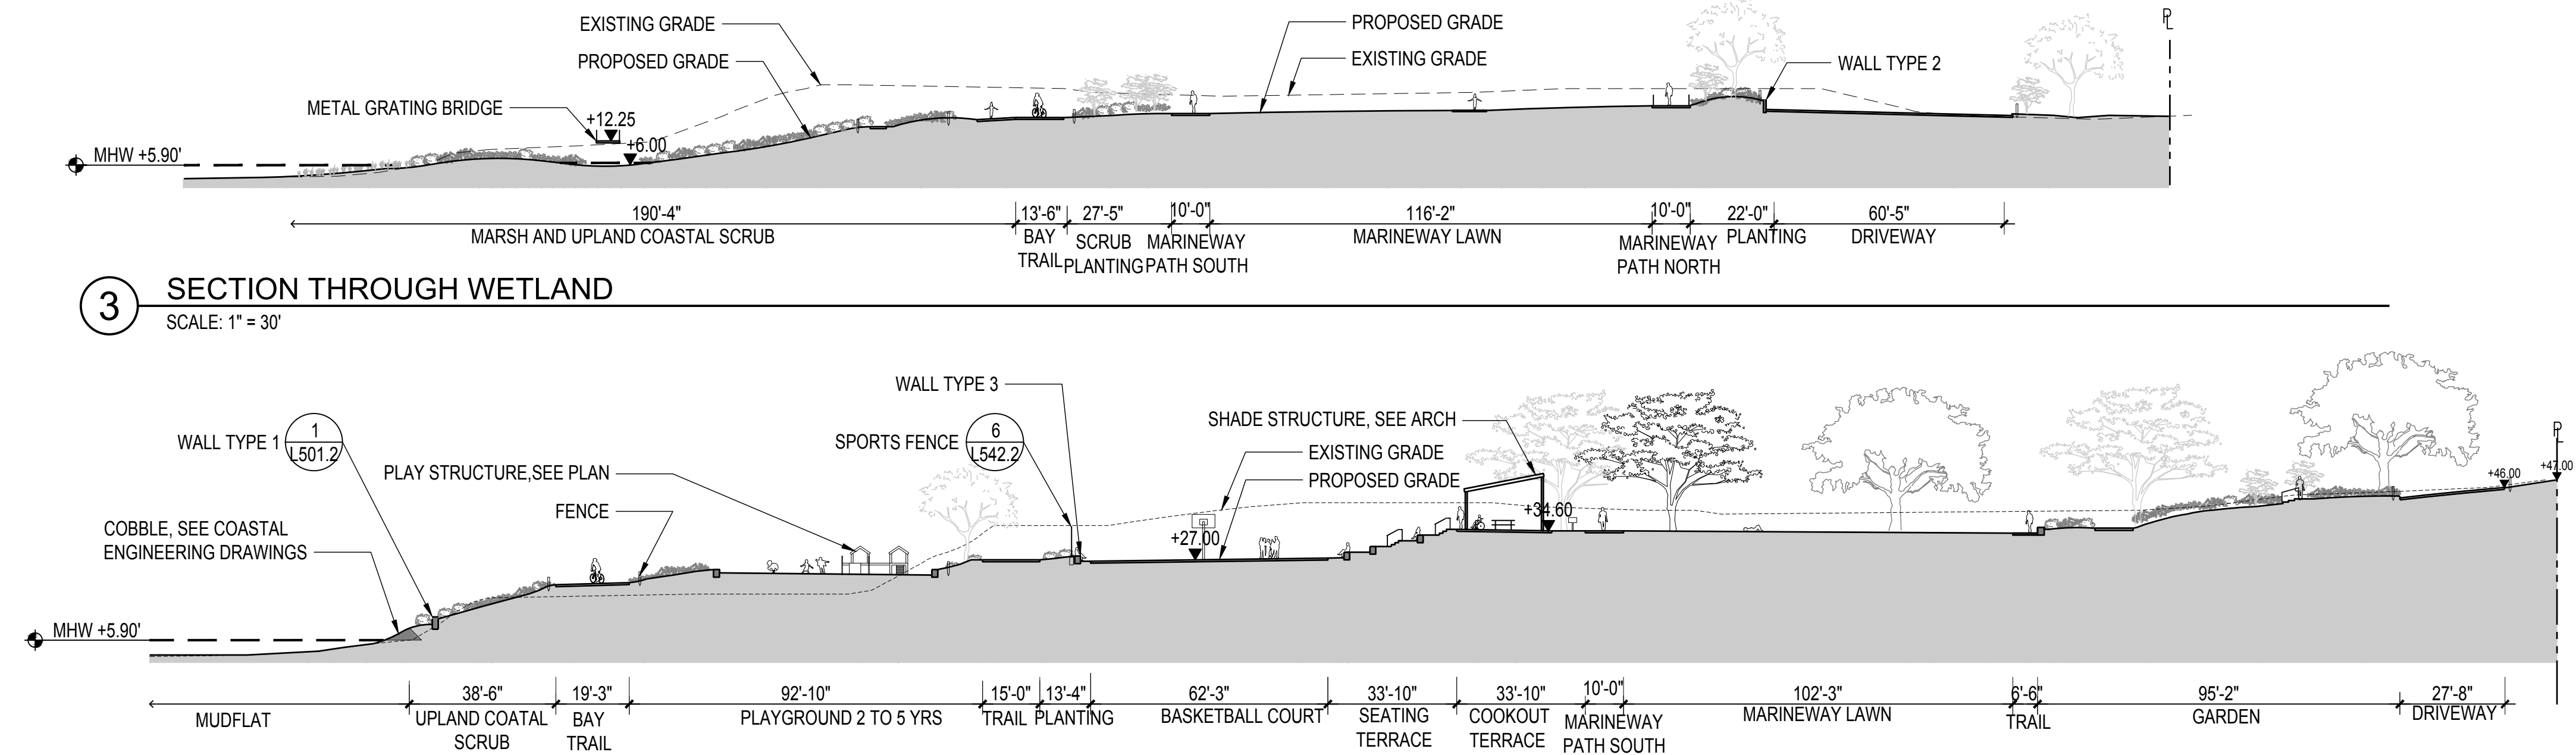 EXISTING GRADE
PROPOSED GRADE
METAL GRATING BRIDGE
+12.25
+6.00
MHW +5.90'
PROPOSED GRADE
EXISTING GRADE
WALL TYPE 2
PL
190'-4"
MARSH AND UPLAND COASTAL SCRUB
13'-6"
BAY
TRAIL
27'-5"
SCRUB
PLANTING
10'-0"
MARINEWAY
PATH SOUTH
116'-2"
MARINEWAY LAWN
10'-0"
MARINEWAY
PATH NORTH
22'-0"
PLANTING
60'-5"
DRIVEWAY
3
SECTION THROUGH WETLAND
SCALE: 1" = 30'
WALL TYPE 1
1
L501.2
PLAY STRUCTURE,SEE PLAN
FENCE
COBBLE, SEE COASTAL
ENGINEERING DRAWINGS
MHW +5.90'
WALL TYPE 3
SPORTS FENCE
6
L542.2
SHADE STRUCTURE, SEE ARCH
EXISTING GRADE
PROPOSED GRADE
+27.00
+34.60
+46.00
PL
+47.00
MUDFLAT
38'-6"
UPLAND COATAL
SCRUB
19'-3"
BAY
TRAIL
92'-10"
PLAYGROUND 2 TO 5 YRS
15'-0"
TRAIL
13'-4"
PLANTING
62'-3"
BASKETBALL COURT
33'-10"
SEATING
TERRACE
33'-10"
COOKOUT
TERRACE
10'-0"
MARINEWAY
PATH SOUTH
102'-3"
MARINEWAY LAWN
6'-6"
TRAIL
95'-2"
GARDEN
27'-8"
DRIVEWAY